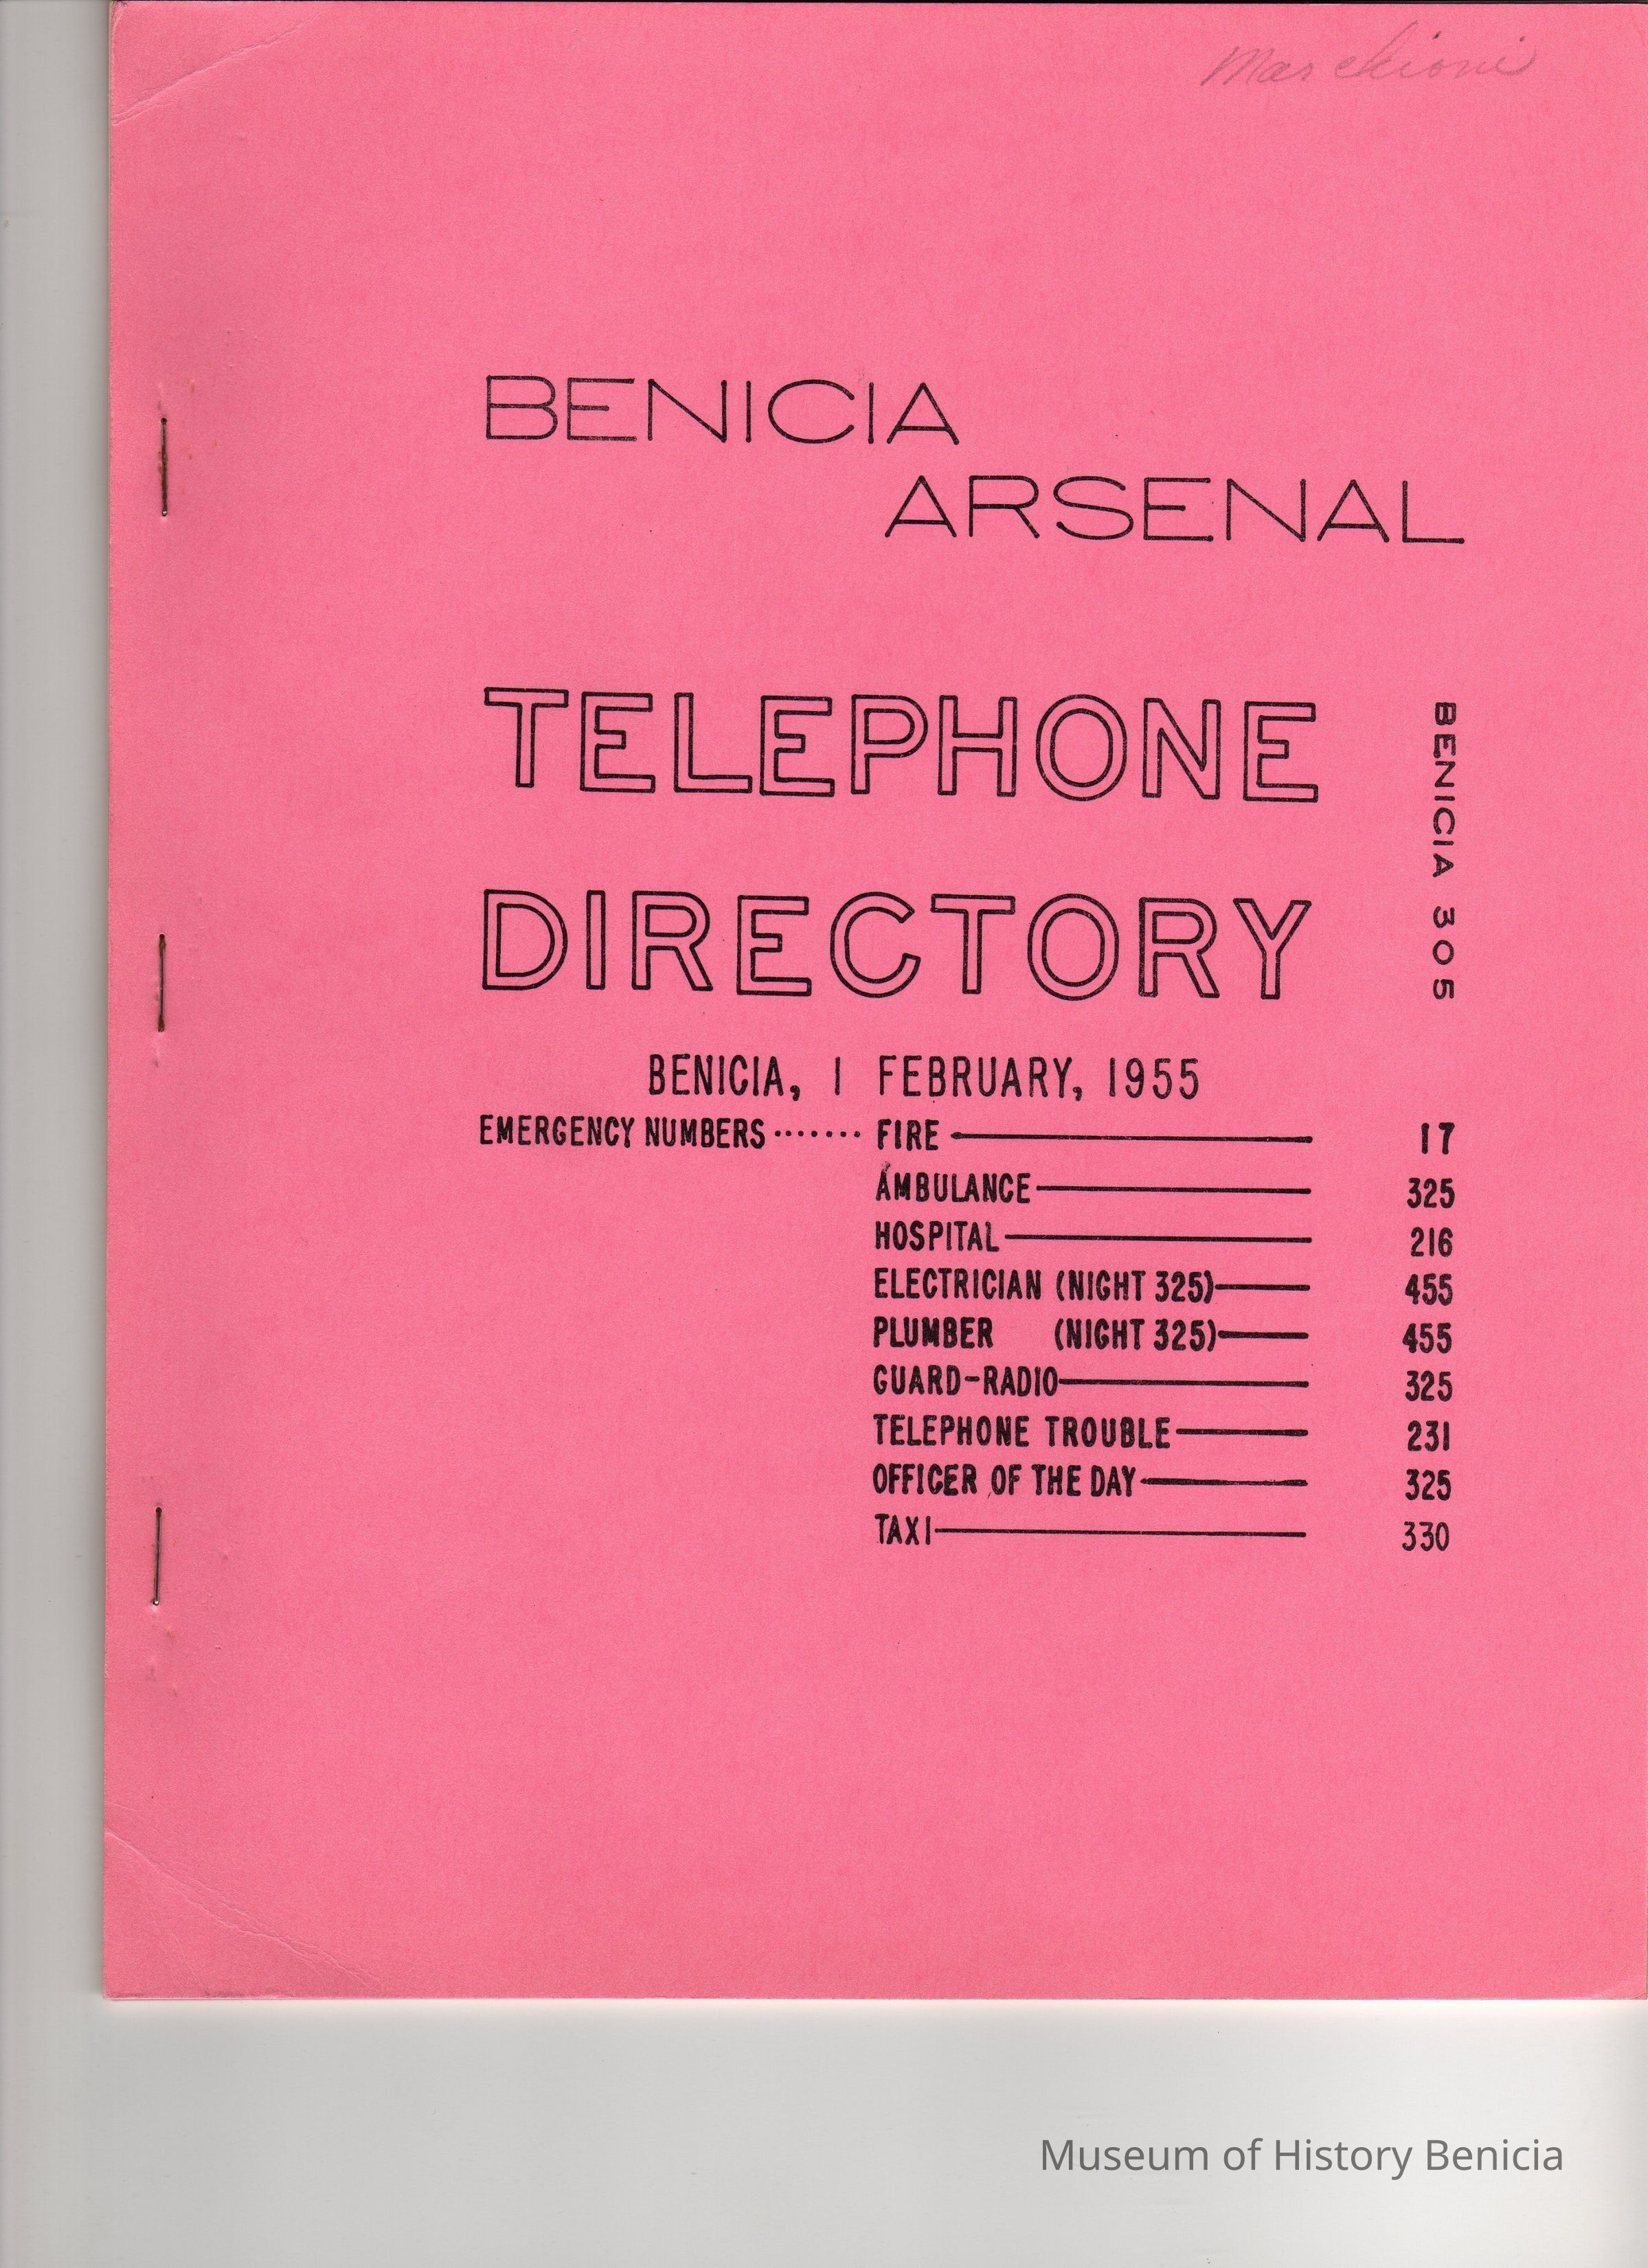 Marchioni
BENICIA
ARSENAL
TELEPHONE
DIRECTORY
BENICIA 305
BENICIA, 1 FEBRUARY, 1955
EMERGENCY NUMBERS ....... FIRE 17
AMBULANCE 325
HOSPITAL 216
ELECTRICIAN (NIGHT 325) 455
PLUMBER (NIGHT 325) 455
GUARD-RADIO 325
TELEPHONE TROUBLE 231
OFFICER OF THE DAY 325
TAXI 330
Museum of History Benicia